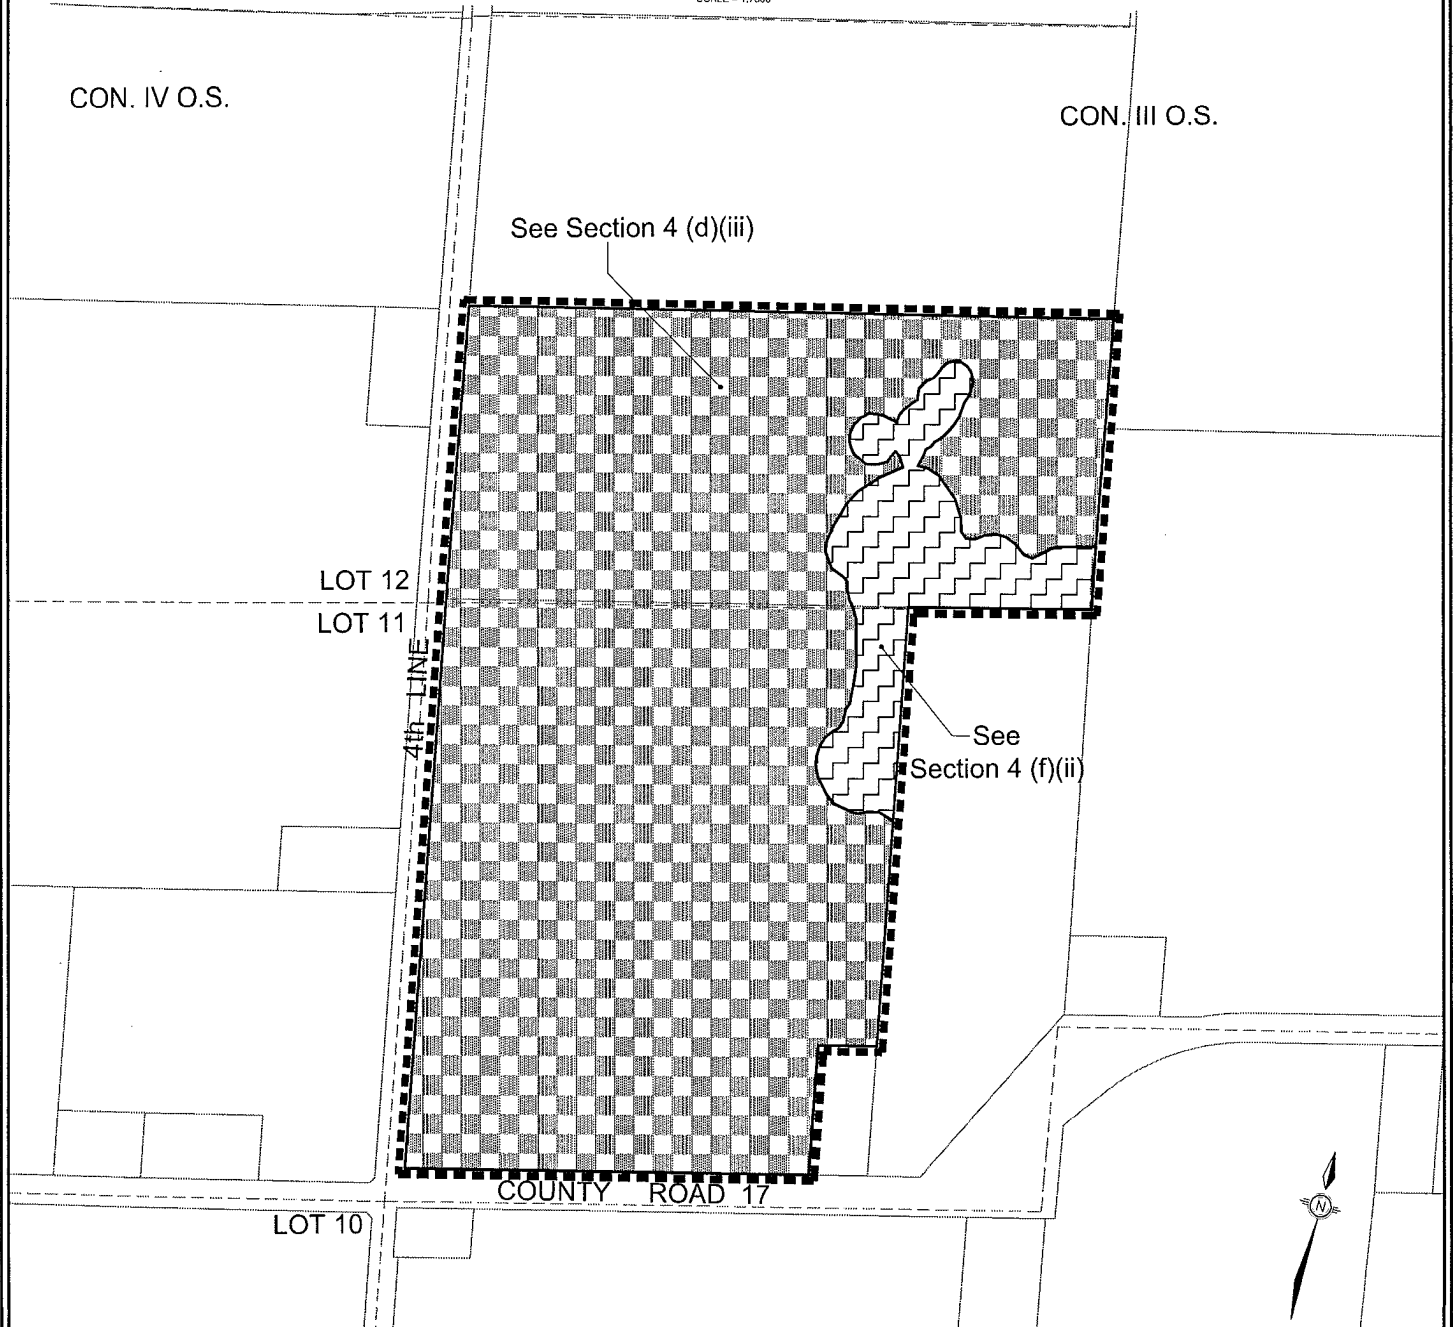 CON. IV O.S.
CON. III O.S.
See Section 4 (d)(iii)
LOT 12
LOT 11
4th LINE
See
Section 4 (f)(ii)
COUNTY ROAD 17
LOT 10
N